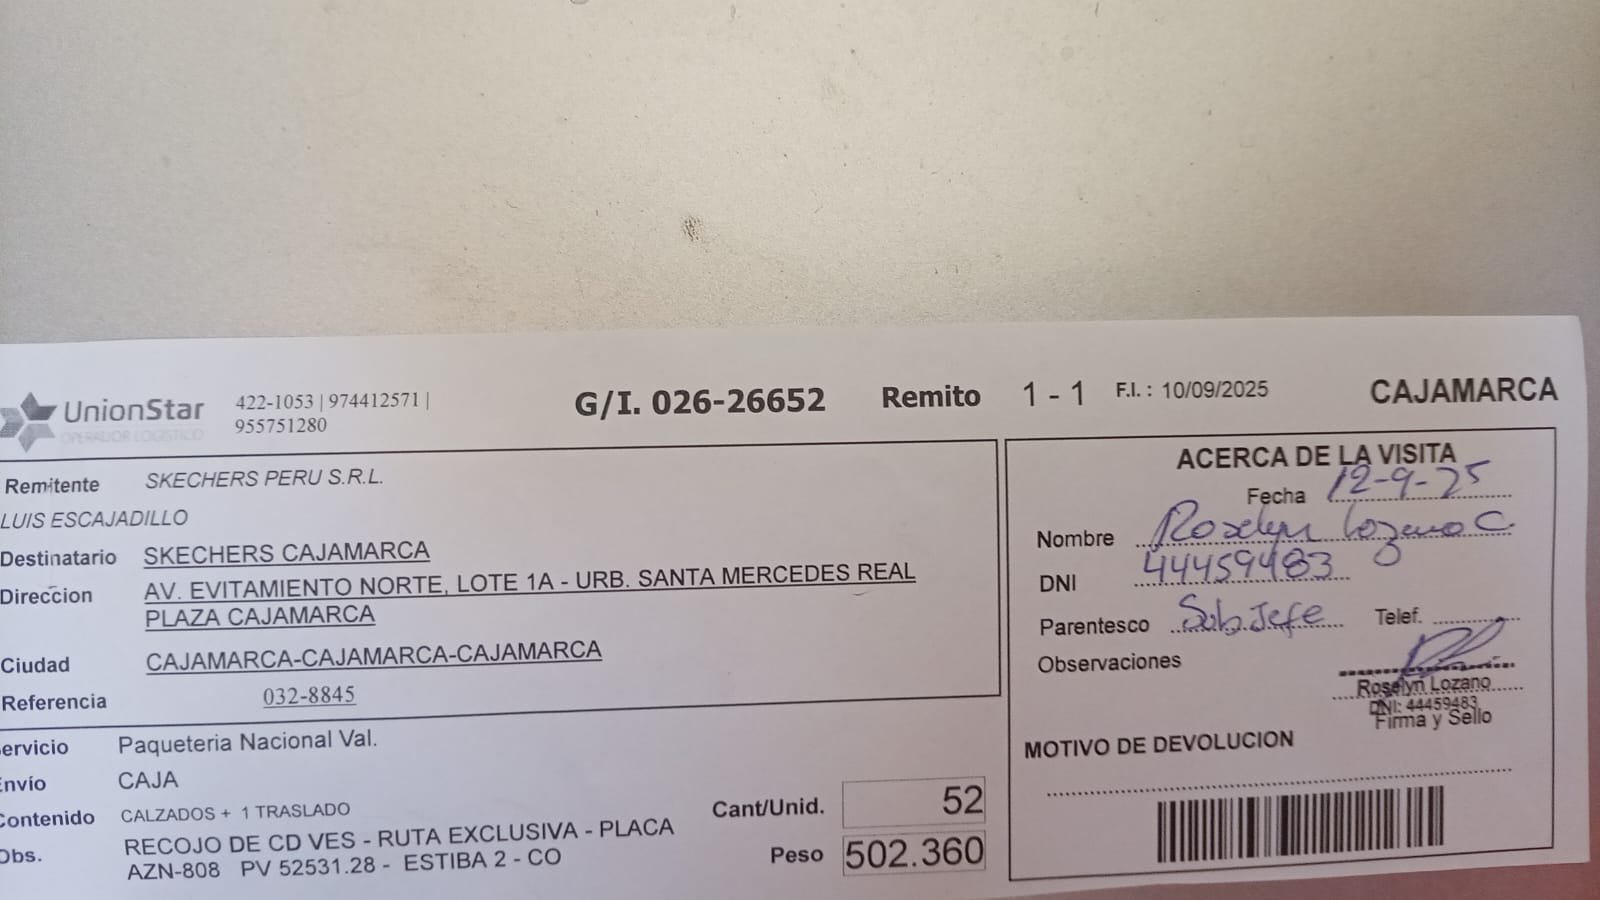 UnionStar
OPERADOR LOGISTICO
422-1053 | 974412571 |
955751280
G/I. 026-26652 Remito 1 - 1 F.I. : 10/09/2025 CAJAMARCA
Remitente SKECHERS PERU S.R.L.
LUIS ESCAJADILLO
Destinatario SKECHERS CAJAMARCA
Direccion AV. EVITAMIENTO NORTE, LOTE 1A - URB. SANTA MERCEDES REAL
PLAZA CAJAMARCA
Ciudad CAJAMARCA-CAJAMARCA-CAJAMARCA
Referencia 032-8845
ervicio Paqueteria Nacional Val.
Envío CAJA
Contenido CALZADOS + 1 TRASLADO
Obs. RECOJO DE CD VES - RUTA EXCLUSIVA - PLACA
AZN-808 PV 52531.28 - ESTIBA 2 - CO
Cant/Unid. 52
Peso 502.360
ACERCA DE LA VISITA
Fecha 12-9-25
Nombre Roselyn Lozano C.
DNI 44459483
Parentesco Sub Jefe Telef.
Observaciones
Roselyn Lozano
DNI: 44459483
Firma y Sello
MOTIVO DE DEVOLUCION